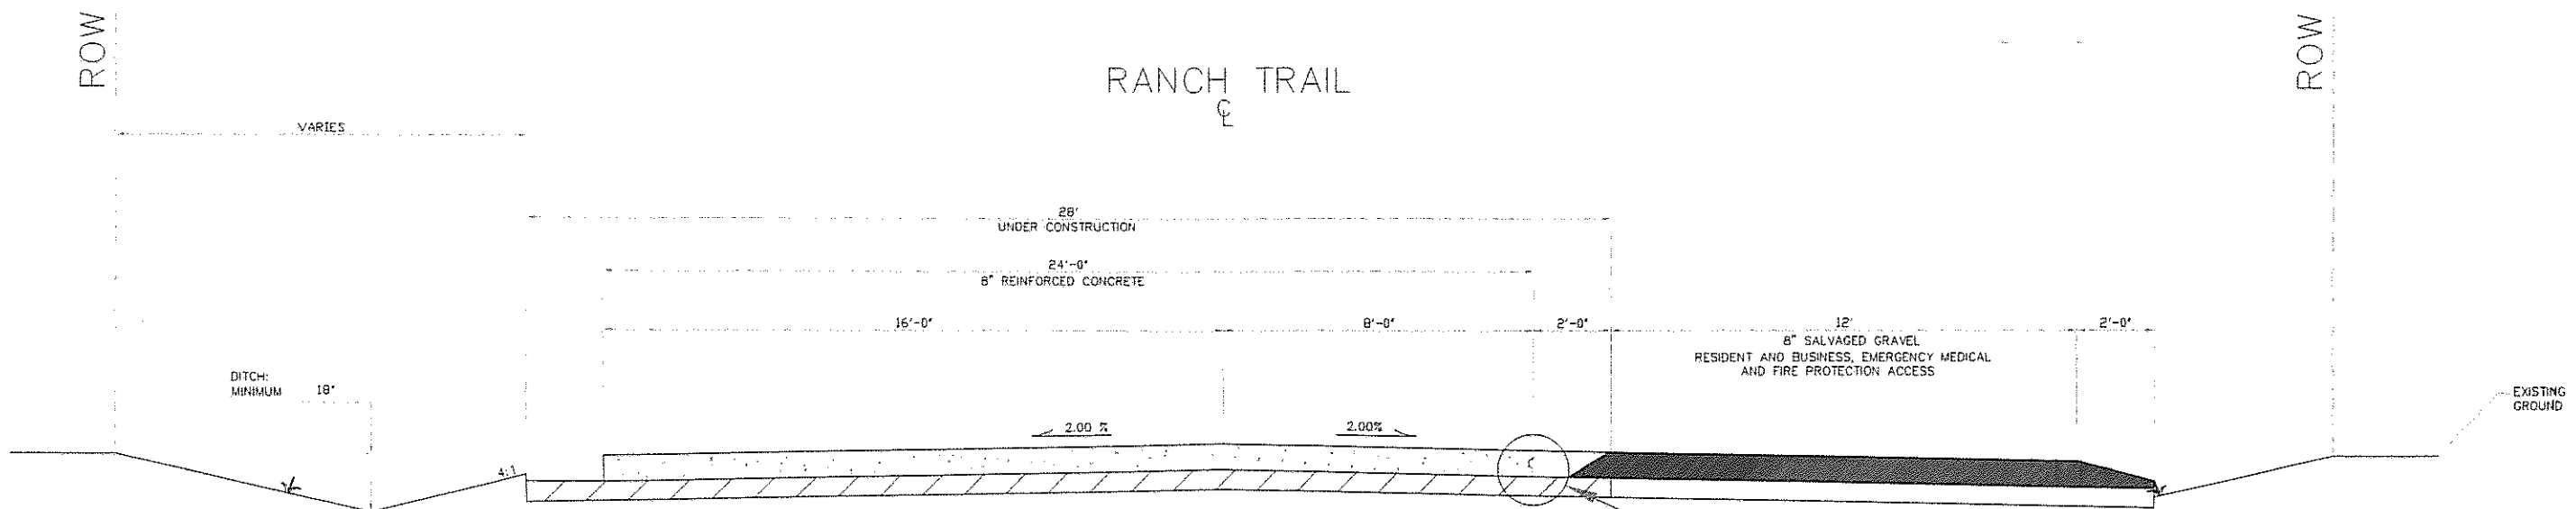 ROW
ROW
RANCH TRAIL
℄
VARIES
28'
UNDER CONSTRUCTION
24'-0"
8" REINFORCED CONCRETE
16'-0"
8'-0"
2'-0"
12'
2'-0"
8" SALVAGED GRAVEL
RESIDENT AND BUSINESS, EMERGENCY MEDICAL
AND FIRE PROTECTION ACCESS
DITCH:
MINIMUM 18"
EXISTING
GROUND
2.00 %
2.00%
4:1